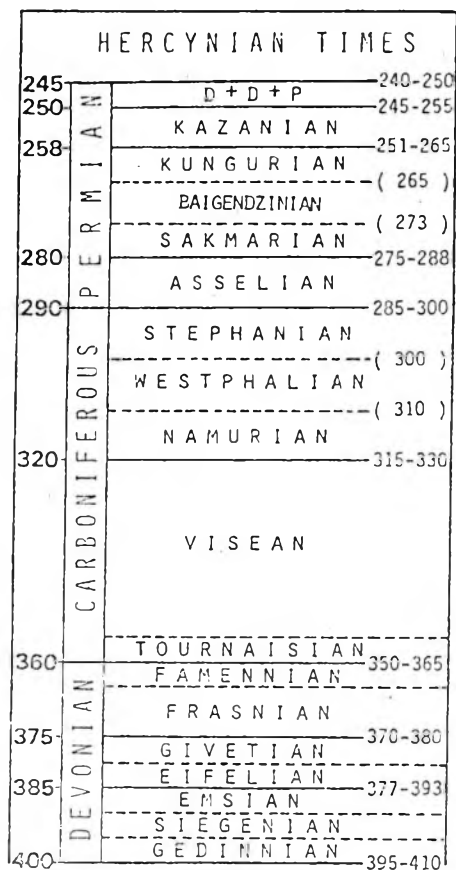 HERCYNIAN TIMES
245 240-250
D+D+P
250 245-255
KAZANIAN
258 251-265
KUNGURIAN
( 265 )
BAIGENDZINIAN
( 273 )
SAKMARIAN
280 275-288
ASSELIAN
290 285-300
STEPHANIAN
( 300 )
WESTPHALIAN
( 310 )
NAMURIAN
320 315-330
VISEAN
TOURNAISIAN
360 350-365
FAMENNIAN
FRASNIAN
375 370-380
GIVETIAN
EIFELIAN
385 377-393
EMSIAN
SIEGENIAN
GEDINNIAN
400 395-410
PERMIAN
CARBONIFEROUS
DEVONIAN